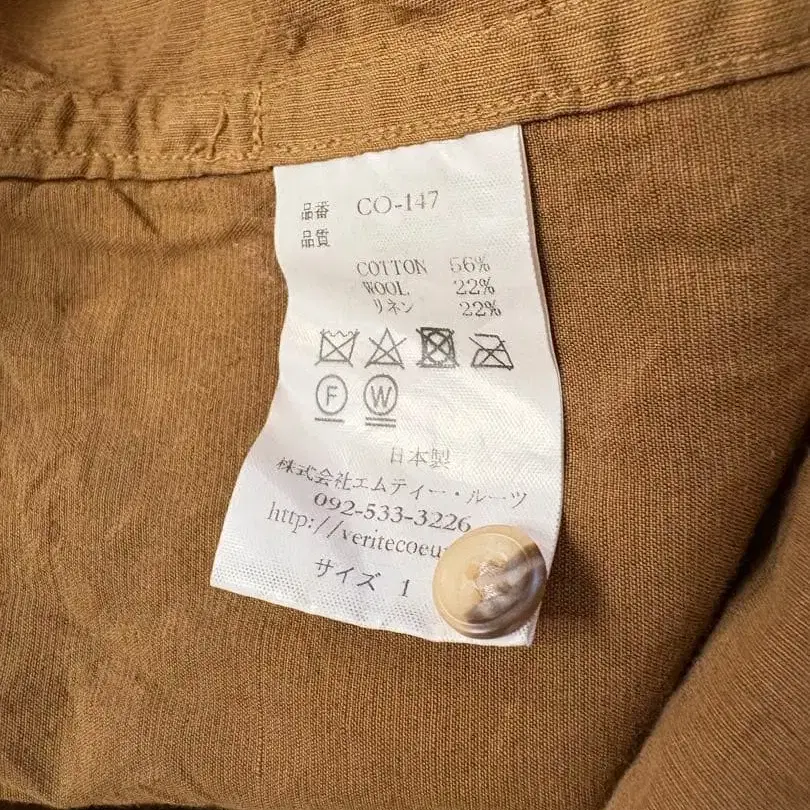 品番 CO-147
品質
COTTON 56%
WOOL 22%
リネン 22%
F W
日本製
株式会社エムティー・ルーツ
092-533-3226
http://veritecoeu
サイズ 1